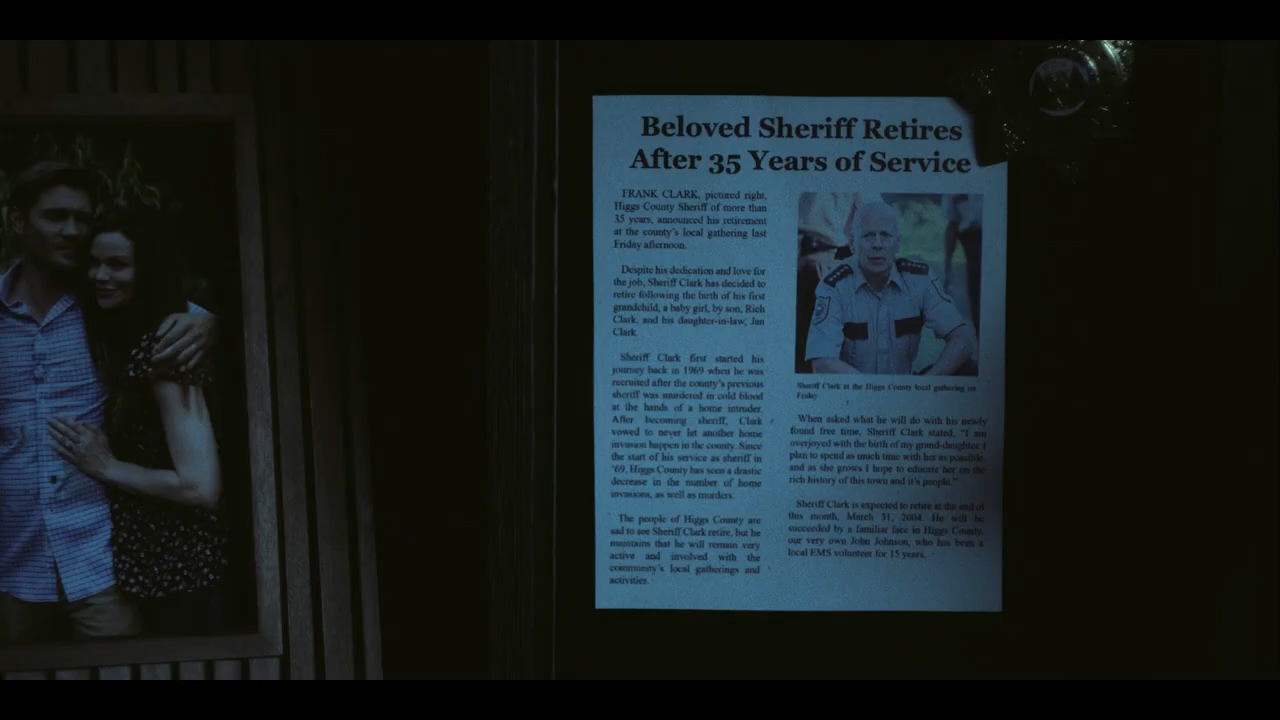 Beloved Sheriff Retires
After 35 Years of Service
FRANK CLARK, pictured right,
Higgs County Sheriff of more than
35 years, announced his retirement
at the county's local gathering last
Friday afternoon.
Despite his dedication and love for
the job, Sheriff Clark has decided to
retire following the birth of his first
grandchild, a baby girl, by son, Rich
Clark, and his daughter-in-law, Jan
Clark.
Sheriff Clark first started his
journey back in 1969 when he was
recruited after the county's previous
sheriff was murdered in cold blood
at the hands of a home intruder.
After becoming sheriff, Clark
vowed to never let another home
invasion happen in the county. Since
the start of his service as sheriff in
'69, Higgs County has seen a drastic
decrease in the number of home
invasions, as well as murders.
The people of Higgs County are
sad to see Sheriff Clark retire, but he
maintains that he will remain very
active and involved with the
community's local gatherings and
activities.
Sheriff Clark at the Higgs County local gathering on
Friday
When asked what he will do with his newly
found free time, Sheriff Clark stated, "I am
overjoyed with the birth of my grand-daughter I
plan to spend as much time with her as possible,
and as she grows I hope to educate her on the
rich history of this town and it's people."
Sheriff Clark is expected to retire at the end of
this month, March 31, 2004. He will be
succeeded by a familiar face in Higgs County,
our very own John Johnson, who has been a
local EMS volunteer for 15 years.